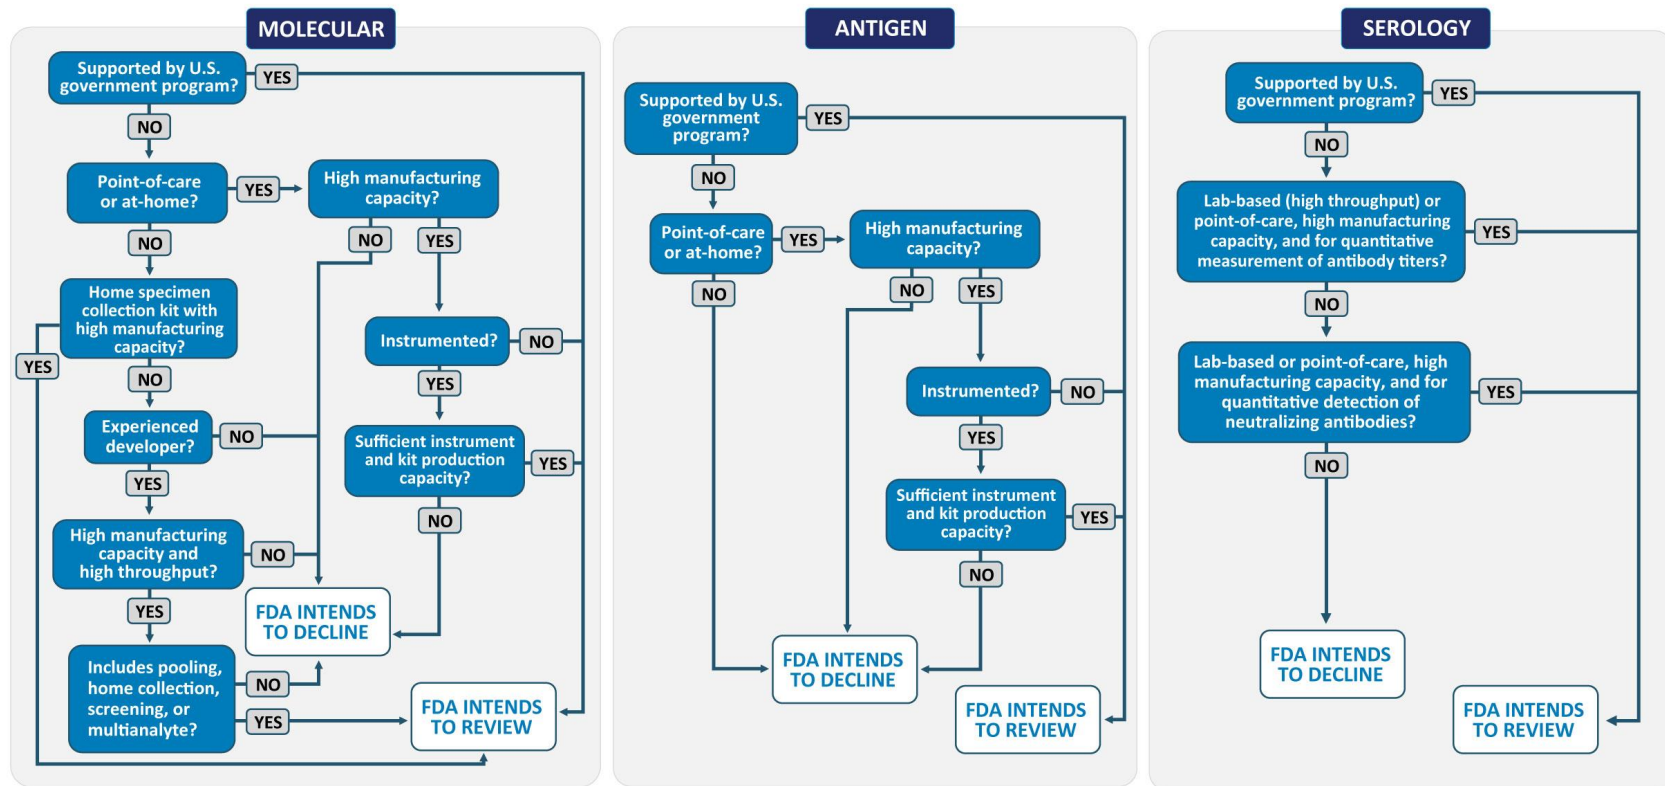 MOLECULAR
Supported by U.S.
government program?
YES
NO
Point-of-care
or at-home?
YES
High manufacturing
capacity?
NO
NO
YES
Home specimen
collection kit with
high manufacturing
capacity?
YES
Instrumented?
NO
NO
YES
Experienced
developer?
NO
Sufficient instrument
and kit production
capacity?
YES
YES
NO
High manufacturing
capacity and
high throughput?
NO
YES
FDA INTENDS
TO DECLINE
Includes pooling,
home collection,
screening, or
multianalyte?
NO
YES
FDA INTENDS
TO REVIEW
ANTIGEN
Supported by U.S.
government
program?
YES
NO
Point-of-care
or at-home?
YES
High manufacturing
capacity?
NO
NO
YES
Instrumented?
NO
YES
Sufficient instrument
and kit production
capacity?
YES
NO
FDA INTENDS
TO DECLINE
FDA INTENDS
TO REVIEW
SEROLOGY
Supported by U.S.
government program?
YES
NO
Lab-based (high throughput) or
point-of-care, high manufacturing
capacity, and for quantitative
measurement of antibody titers?
YES
NO
Lab-based or point-of-care, high
manufacturing capacity, and for
quantitative detection of
neutralizing antibodies?
YES
NO
FDA INTENDS
TO DECLINE
FDA INTENDS
TO REVIEW